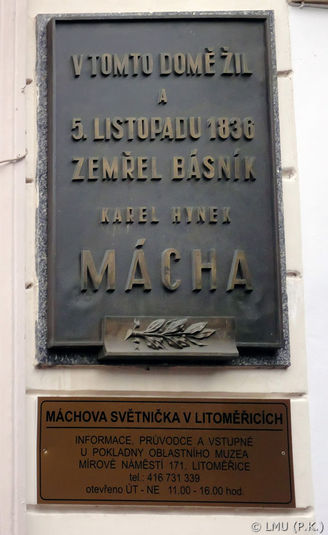 V TOMTO DOMĚ ŽIL
A
5. LISTOPADU 1836
ZEMŘEL BÁSNÍK
KAREL HYNEK
MÁCHA
MÁCHOVA SVĚTNIČKA V LITOMĚŘICÍCH
INFORMACE, PRŮVODCE A VSTUPNÉ
U POKLADNY OBLASTNÍHO MUZEA
MÍROVÉ NÁMĚSTÍ 171, LITOMĚŘICE
tel.: 416 731 339
otevřeno ÚT - NE 11.00 - 16.00 hod.
© LMU (P.K.)